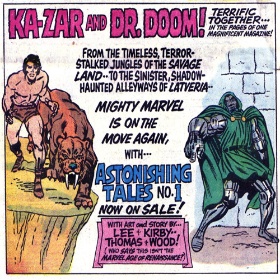 KA-ZAR AND DR. DOOM!
TERRIFIC TOGETHER--
IN THE PAGES OF ONE
MAGNIFICENT MAGAZINE!
FROM THE TIMELESS, TERROR-
STALKED JUNGLES OF THE SAVAGE
LAND--TO THE SINISTER, SHADOW-
HAUNTED ALLEYWAYS OF LATVERIA--
MIGHTY MARVEL
IS ON THE
MOVE AGAIN,
WITH--
ASTONISHING
TALES NO. 1
NOW ON SALE!
WITH ART and STORY BY...
LEE + KIRBY--
THOMAS + WOOD!
(WHO SAYS THIS ISN'T THE
MARVEL AGE OF RENAISSANCE?)